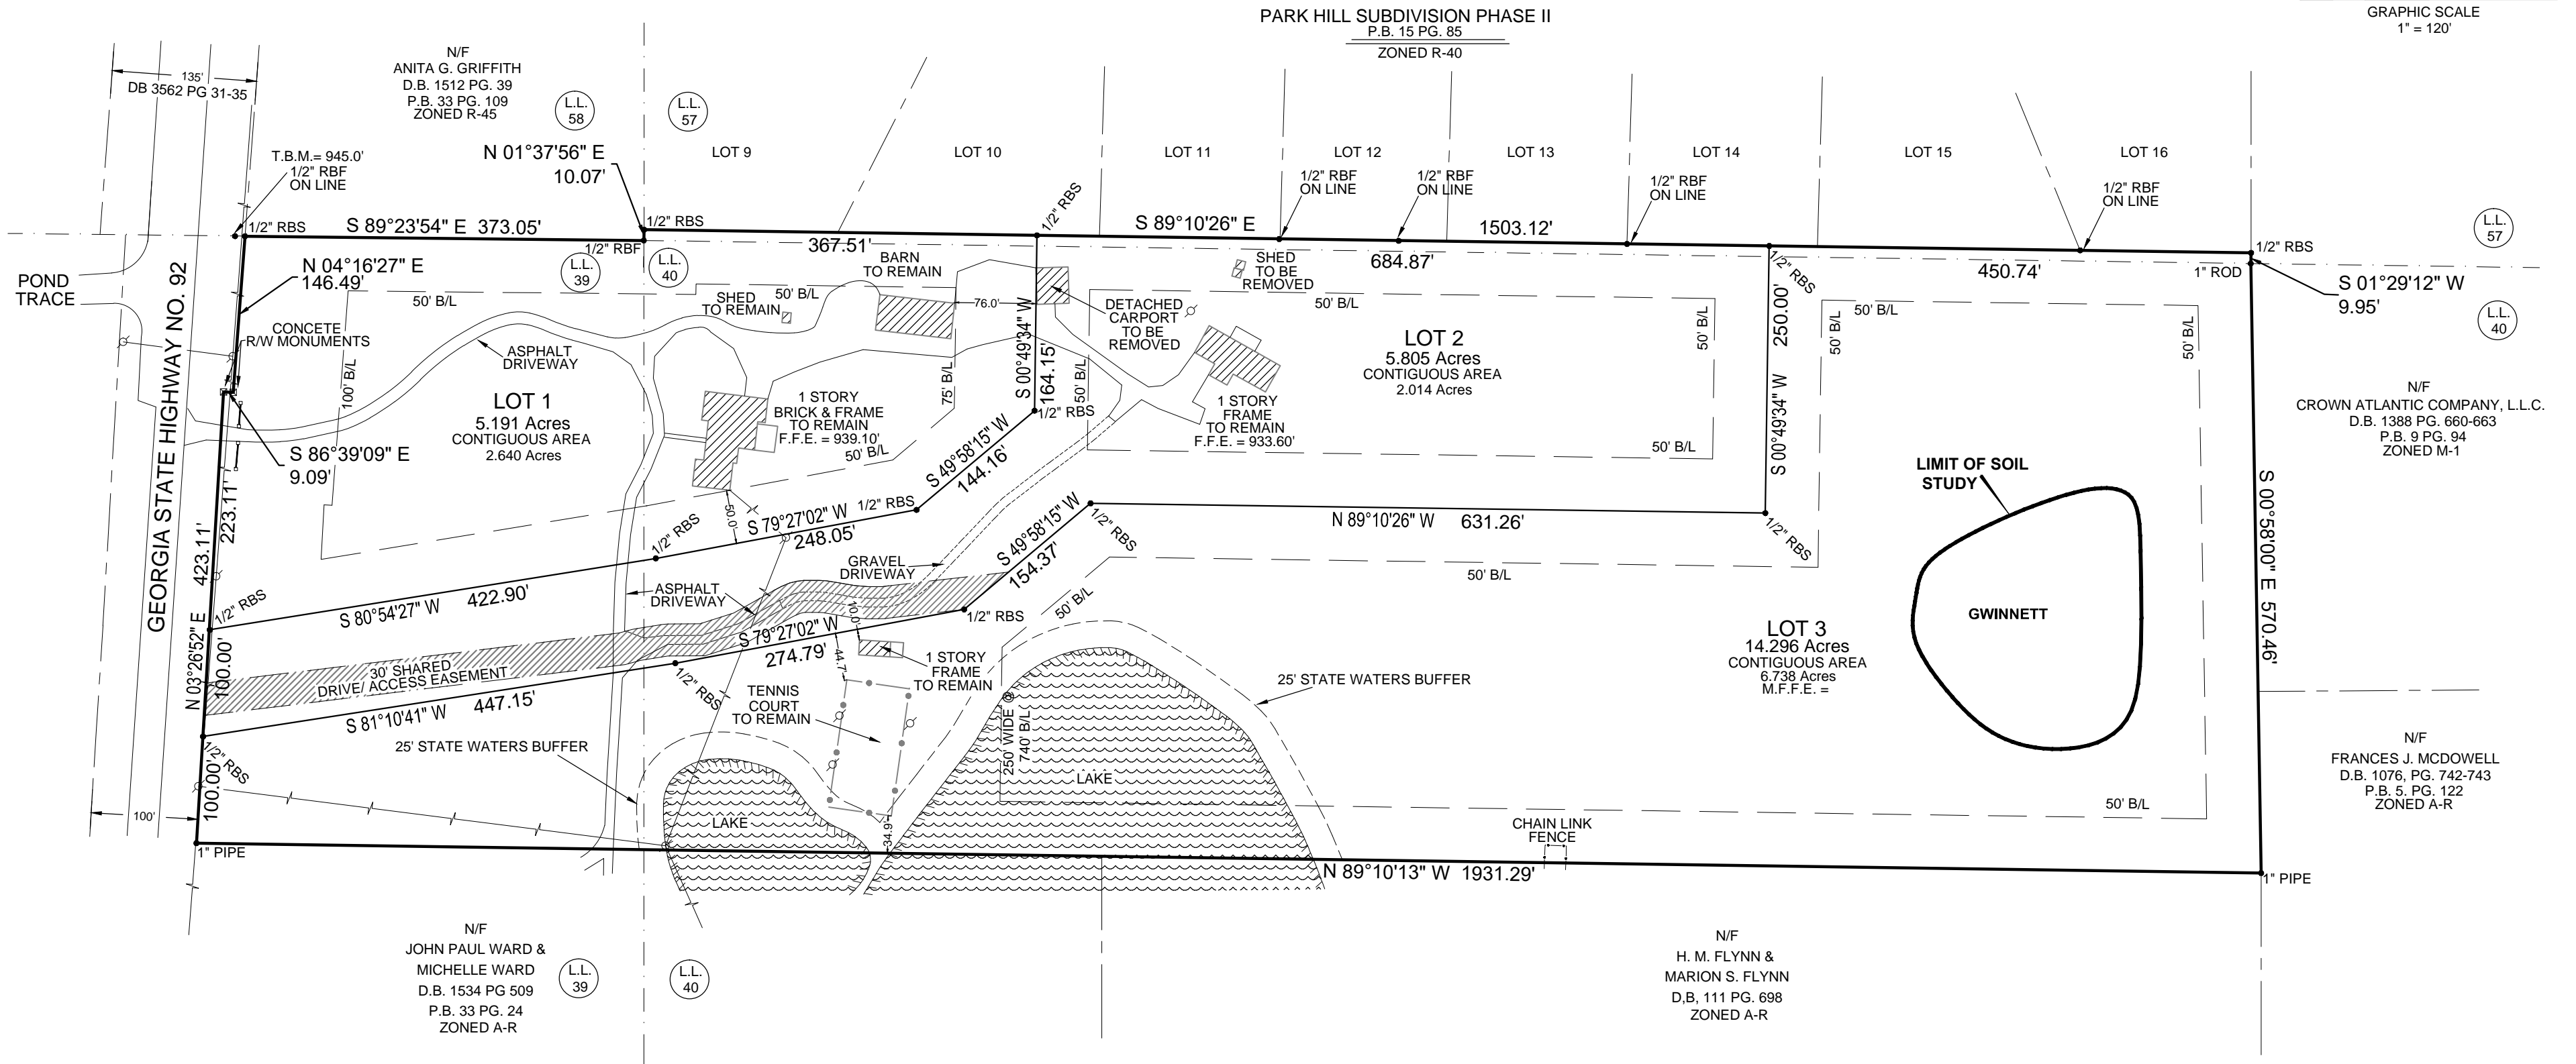 PARK HILL SUBDIVISION PHASE II
P.B. 15 PG. 85
ZONED R-40
GRAPHIC SCALE
1" = 120'
135'
DB 3562 PG 31-35
N/F
ANITA G. GRIFFITH
D.B. 1512 PG. 39
P.B. 33 PG. 109
ZONED R-45
L.L.
58
L.L.
57
T.B.M.= 945.0'
1/2" RBF
ON LINE
N 01°37'56" E
10.07'
LOT 9
LOT 10
LOT 11
LOT 12
LOT 13
LOT 14
LOT 15
LOT 16
1/2" RBF
ON LINE
1/2" RBF
ON LINE
1/2" RBF
ON LINE
1/2" RBF
ON LINE
L.L.
57
1/2" RBS
S 89°23'54" E 373.05'
1/2" RBS
1/2" RBF
367.51'
1/2" RBS
S 89°10'26" E
1503.12'
684.87'
1/2" RBS
450.74'
1/2" RBS
1" ROD
S 01°29'12" W
9.95'
L.L.
40
POND
TRACE
N 04°16'27" E
146.49'
L.L.
39
L.L.
40
BARN
TO REMAIN
SHED
TO BE
REMOVED
50' B/L
SHED
TO REMAIN
50' B/L
76.0'
DETACHED
CARPORT
TO BE
REMOVED
50' B/L
50' B/L
CONCETE
R/W MONUMENTS
ASPHALT
DRIVEWAY
100' B/L
75' B/L
S 00°49'34" W
164.15'
50' B/L
50' B/L
250.00'
S 00°49'34" W
50' B/L
50' B/L
GEORGIA STATE HIGHWAY NO. 92
LOT 1
5.191 Acres
CONTIGUOUS AREA
2.640 Acres
1 STORY
BRICK & FRAME
TO REMAIN
F.F.E. = 939.10'
50' B/L
1/2" RBS
1 STORY
FRAME
TO REMAIN
F.F.E. = 933.60'
LOT 2
5.805 Acres
CONTIGUOUS AREA
2.014 Acres
50' B/L
N/F
CROWN ATLANTIC COMPANY, L.L.C.
D.B. 1388 PG. 660-663
P.B. 9 PG. 94
ZONED M-1
S 86°39'09" E
9.09'
223.11'
423.11'
S 49°58'15" W
144.16'
LIMIT OF SOIL
STUDY
50.0'
S 79°27'02" W
248.05'
1/2" RBS
1/2" RBS
S 49°58'15" W
154.37'
1/2" RBS
N 89°10'26" W 631.26'
1/2" RBS
S 00°58'00" E 570.46'
GRAVEL
DRIVEWAY
50' B/L
1/2" RBS
S 80°54'27" W 422.90'
ASPHALT
DRIVEWAY
10.0'
50' B/L
1/2" RBS
GWINNETT
N 03°26'52" E
100.00'
30' SHARED
DRIVE/ ACCESS EASEMENT
S 79°27'02" W
274.79'
44.7'
1 STORY
FRAME
TO REMAIN
LOT 3
14.296 Acres
CONTIGUOUS AREA
6.738 Acres
M.F.F.E. =
1/2" RBS
S 81°10'41" W 447.15'
TENNIS
COURT
TO REMAIN
25' STATE WATERS BUFFER
1/2" RBS
25' STATE WATERS BUFFER
250' WIDE @
740' B/L
LAKE
100.00'
100'
LAKE
34.9'
CHAIN LINK
FENCE
50' B/L
N/F
FRANCES J. MCDOWELL
D.B. 1076, PG. 742-743
P.B. 5. PG. 122
ZONED A-R
1" PIPE
N 89°10'13" W 1931.29'
1" PIPE
N/F
JOHN PAUL WARD &
MICHELLE WARD
D.B. 1534 PG 509
P.B. 33 PG. 24
ZONED A-R
L.L.
39
L.L.
40
N/F
H. M. FLYNN &
MARION S. FLYNN
D,B, 111 PG. 698
ZONED A-R